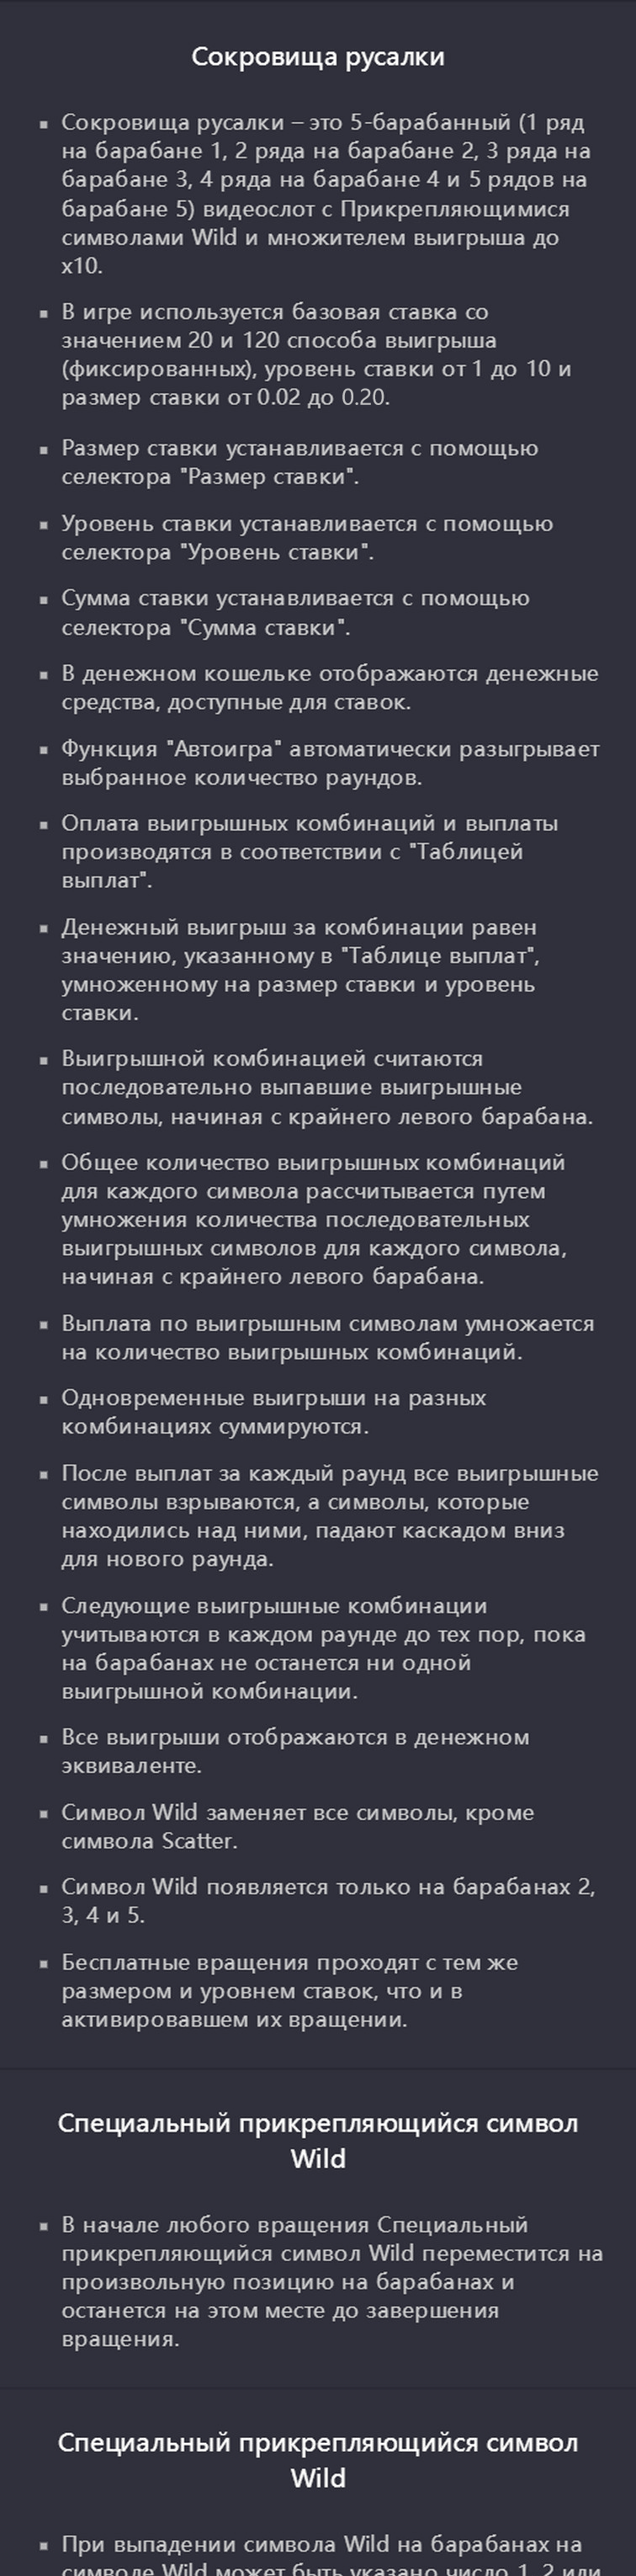 Сокровища русалки
▪ Сокровища русалки – это 5-барабанный (1 ряд
на барабане 1, 2 ряда на барабане 2, 3 ряда на
барабане 3, 4 ряда на барабане 4 и 5 рядов на
барабане 5) видеослот с Прикрепляющимися
символами Wild и множителем выигрыша до
x10.
▪ В игре используется базовая ставка со
значением 20 и 120 способа выигрыша
(фиксированных), уровень ставки от 1 до 10 и
размер ставки от 0.02 до 0.20.
▪ Размер ставки устанавливается с помощью
селектора "Размер ставки".
▪ Уровень ставки устанавливается с помощью
селектора "Уровень ставки".
▪ Сумма ставки устанавливается с помощью
селектора "Сумма ставки".
▪ В денежном кошельке отображаются денежные
средства, доступные для ставок.
▪ Функция "Автоигра" автоматически разыгрывает
выбранное количество раундов.
▪ Оплата выигрышных комбинаций и выплаты
производятся в соответствии с "Таблицей
выплат".
▪ Денежный выигрыш за комбинации равен
значению, указанному в "Таблице выплат",
умноженному на размер ставки и уровень
ставки.
▪ Выигрышной комбинацией считаются
последовательно выпавшие выигрышные
символы, начиная с крайнего левого барабана.
▪ Общее количество выигрышных комбинаций
для каждого символа рассчитывается путем
умножения количества последовательных
выигрышных символов для каждого символа,
начиная с крайнего левого барабана.
▪ Выплата по выигрышным символам умножается
на количество выигрышных комбинаций.
▪ Одновременные выигрыши на разных
комбинациях суммируются.
▪ После выплат за каждый раунд все выигрышные
символы взрываются, а символы, которые
находились над ними, падают каскадом вниз
для нового раунда.
▪ Следующие выигрышные комбинации
учитываются в каждом раунде до тех пор, пока
на барабанах не останется ни одной
выигрышной комбинации.
▪ Все выигрыши отображаются в денежном
эквиваленте.
▪ Символ Wild заменяет все символы, кроме
символа Scatter.
▪ Символ Wild появляется только на барабанах 2,
3, 4 и 5.
▪ Бесплатные вращения проходят с тем же
размером и уровнем ставок, что и в
активировавшем их вращении.
Специальный прикрепляющийся символ
Wild
▪ В начале любого вращения Специальный
прикрепляющийся символ Wild переместится на
произвольную позицию на барабанах и
останется на этом месте до завершения
вращения.
Специальный прикрепляющийся символ
Wild
▪ При выпадении символа Wild на барабанах на
символе Wild может быть указано число 1, 2 или